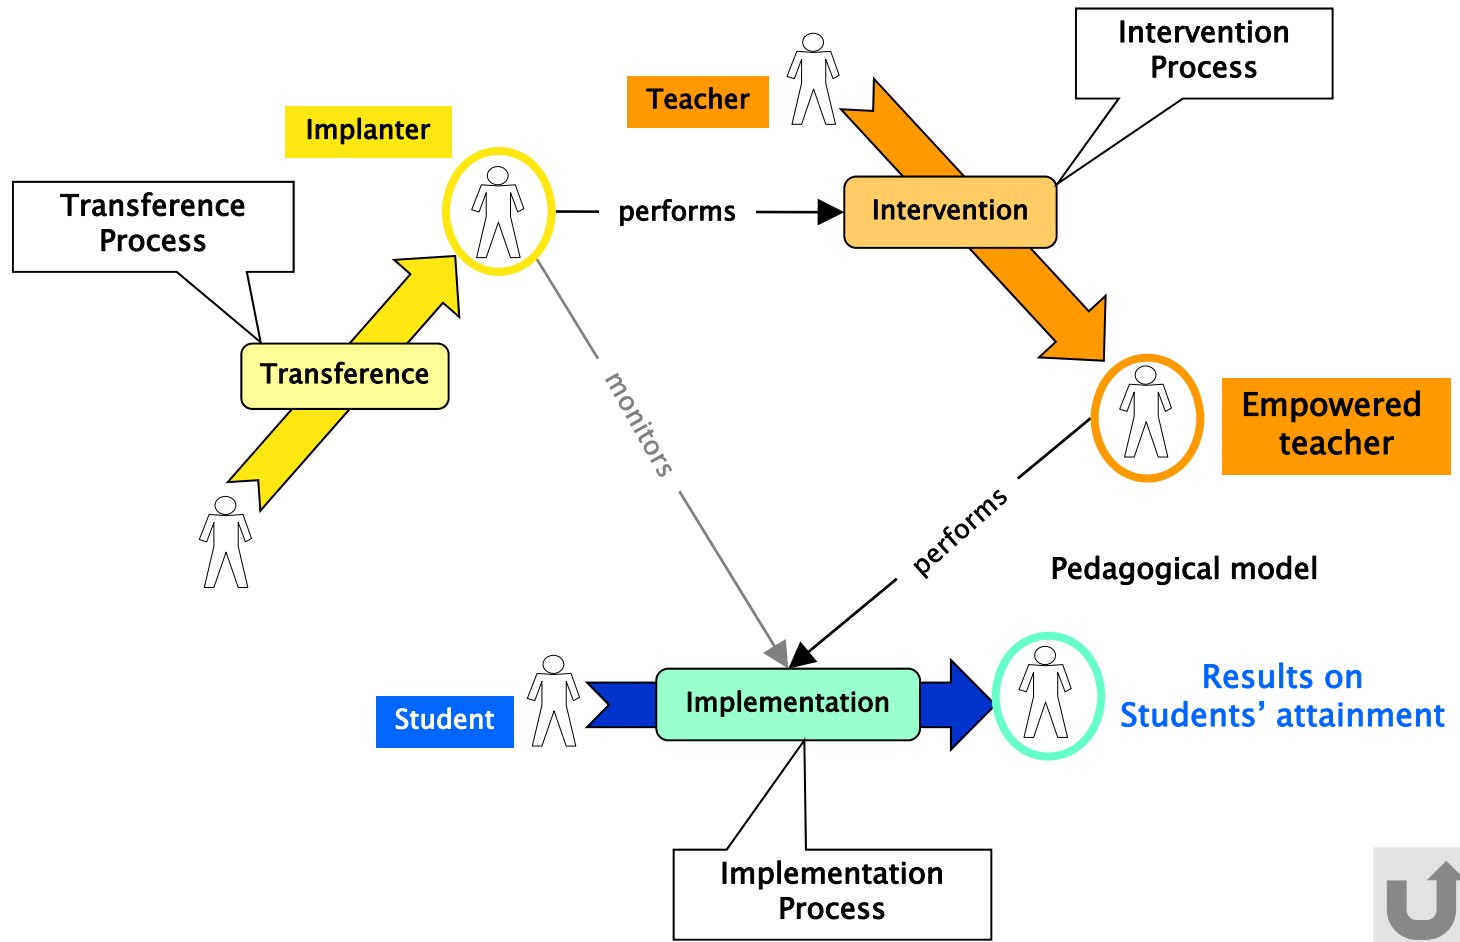 Intervention
Process
Teacher
Implanter
Transference
Process
performs
Intervention
Transference
monitors
Empowered
teacher
performs
Pedagogical model
Student
Implementation
Results on
Students’ attainment
Implementation
Process